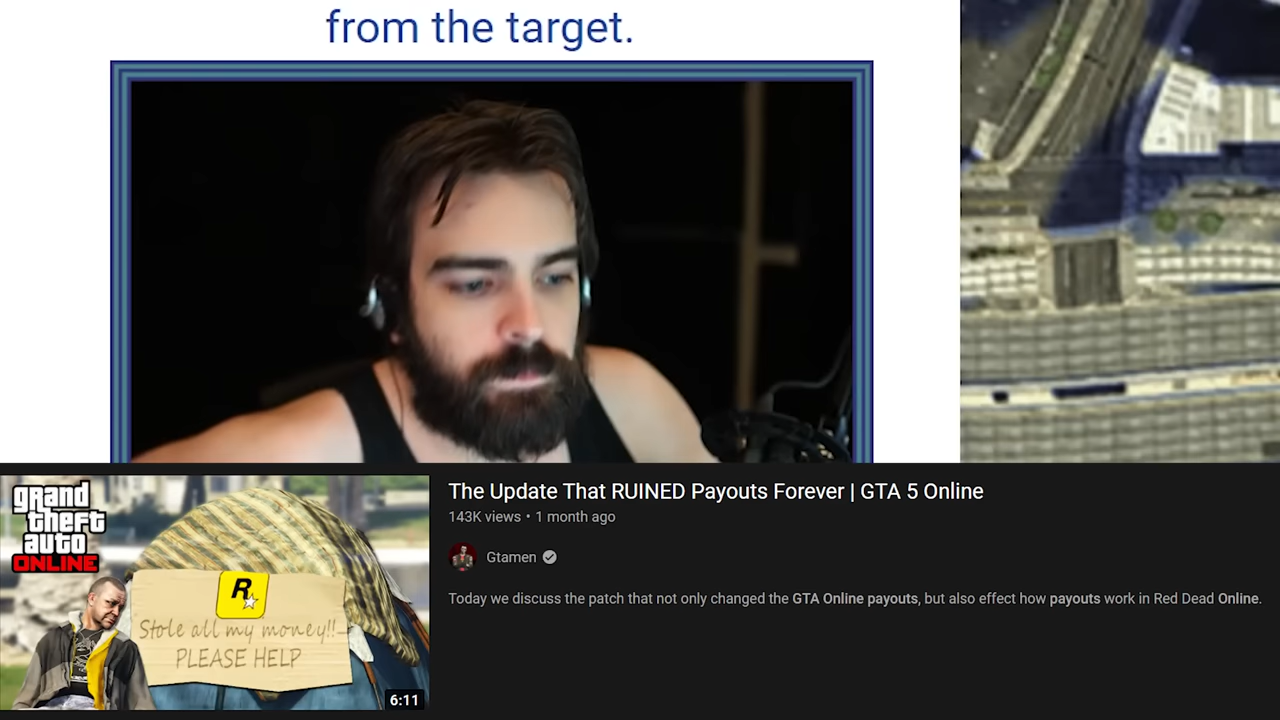 from the target.
grand
theft
auto
ONLINE
R
Stole all my money!!
PLEASE HELP
6:11
The Update That RUINED Payouts Forever | GTA 5 Online
143K views • 1 month ago
Gtamen
Today we discuss the patch that not only changed the GTA Online payouts, but also effect how payouts work in Red Dead Online.